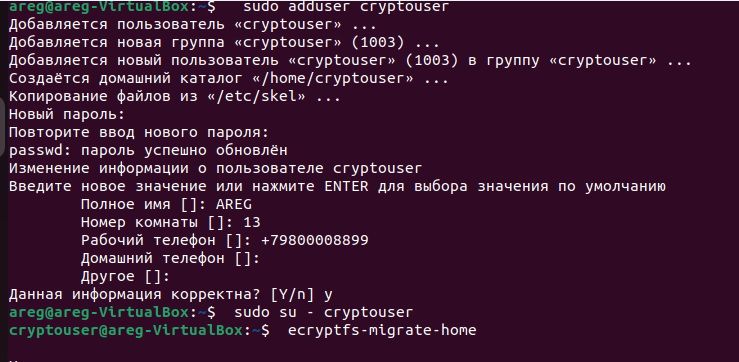 areg@areg-VirtualBox:~$   sudo adduser cryptouser
Добавляется пользователь «cryptouser» ...
Добавляется новая группа «cryptouser» (1003) ...
Добавляется новый пользователь «cryptouser» (1003) в группу «cryptouser» ...
Создаётся домашний каталог «/home/cryptouser» ...
Копирование файлов из «/etc/skel» ...
Новый пароль:
Повторите ввод нового пароля:
passwd: пароль успешно обновлён
Изменение информации о пользователе cryptouser
Введите новое значение или нажмите ENTER для выбора значения по умолчанию
        Полное имя []: AREG
        Номер комнаты []: 13
        Рабочий телефон []: +79800008899
        Домашний телефон []:
        Другое []:
Данная информация корректна? [Y/n] y
areg@areg-VirtualBox:~$  sudo su - cryptouser
cryptouser@areg-VirtualBox:~$  ecryptfs-migrate-home